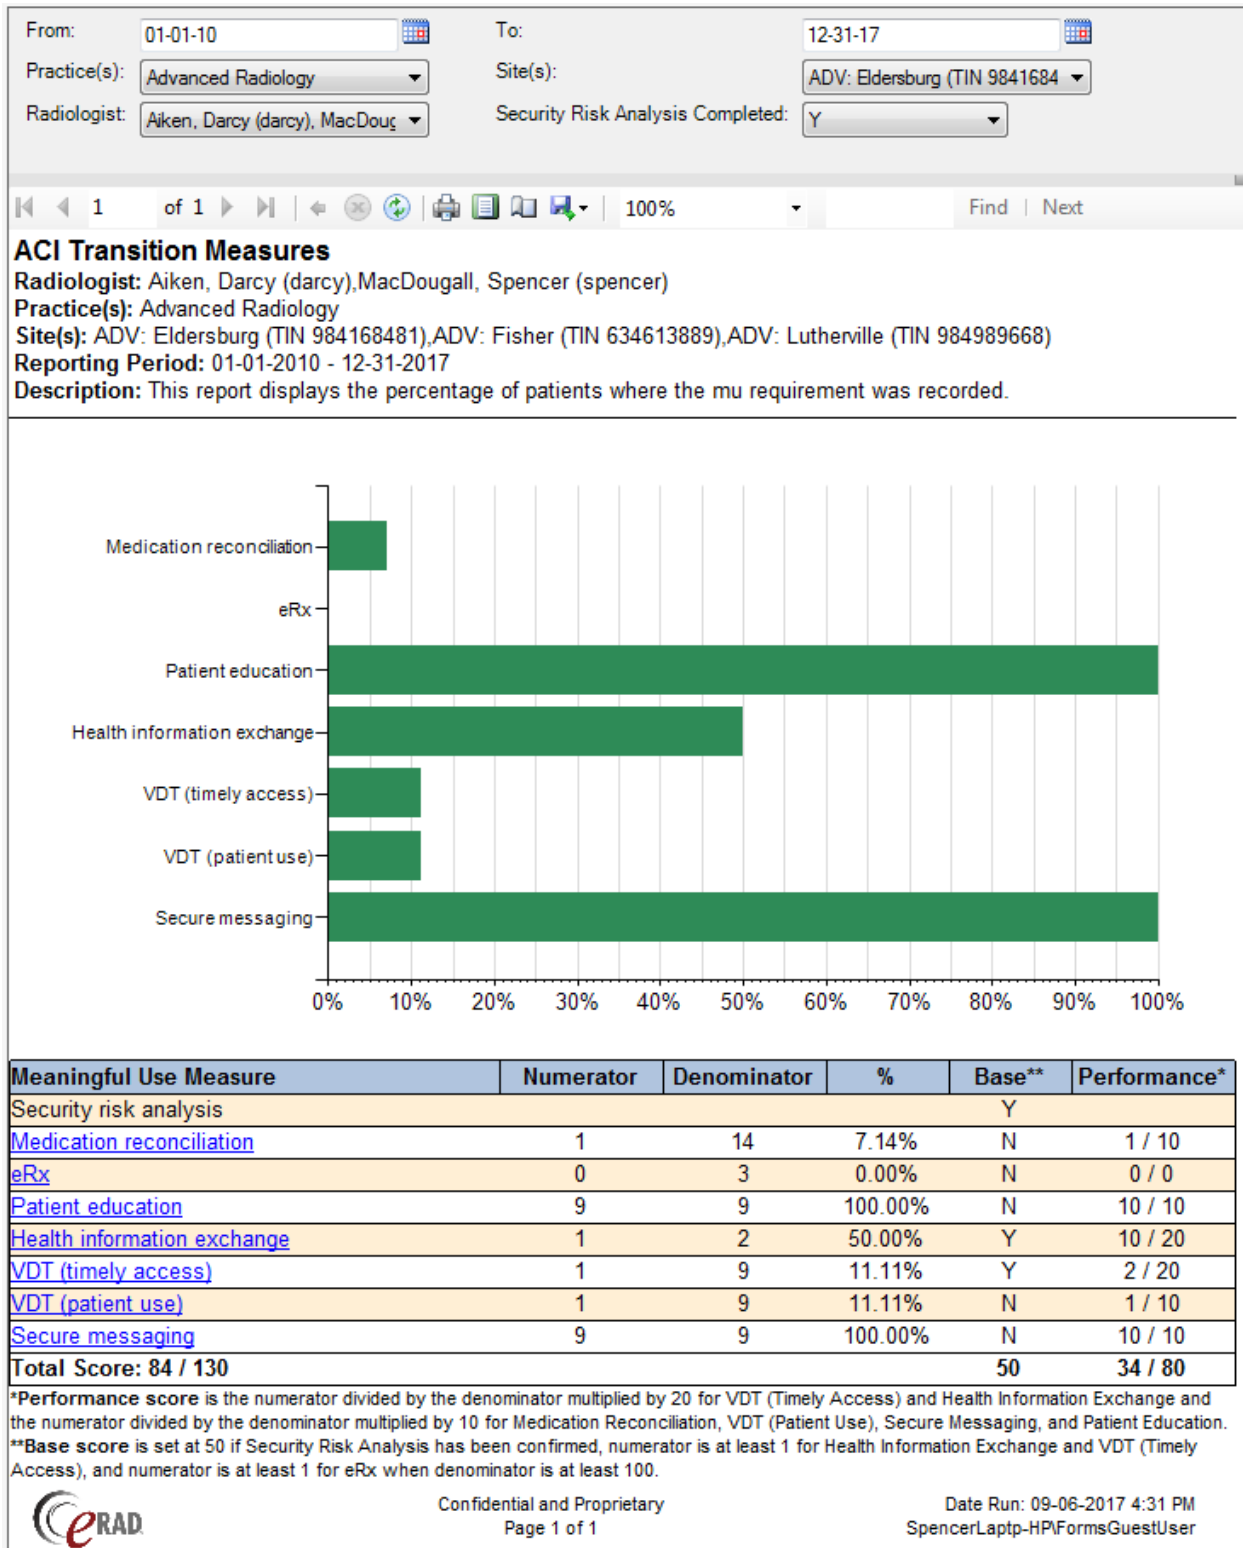 From: 01-01-10 To: 12-31-17
Practice(s): Advanced Radiology Site(s): ADV: Eldersburg (TIN 9841684
Radiologist: Aiken, Darcy (darcy), MacDoug Security Risk Analysis Completed: Y
1 of 1 100% Find | Next
ACI Transition Measures
Radiologist: Aiken, Darcy (darcy),MacDougall, Spencer (spencer)
Practice(s): Advanced Radiology
Site(s): ADV: Eldersburg (TIN 984168481),ADV: Fisher (TIN 634613889),ADV: Lutherville (TIN 984989668)
Reporting Period: 01-01-2010 - 12-31-2017
Description: This report displays the percentage of patients where the mu requirement was recorded.
Medication reconciliation
eRx
Patient education
Health information exchange
VDT (timely access)
VDT (patient use)
Secure messaging
0% 10% 20% 30% 40% 50% 60% 70% 80% 90% 100%
Meaningful Use Measure Numerator Denominator % Base** Performance*
Security risk analysis Y
Medication reconciliation 1 14 7.14% N 1 / 10
eRx 0 3 0.00% N 0 / 0
Patient education 9 9 100.00% N 10 / 10
Health information exchange 1 2 50.00% Y 10 / 20
VDT (timely access) 1 9 11.11% Y 2 / 20
VDT (patient use) 1 9 11.11% N 1 / 10
Secure messaging 9 9 100.00% N 10 / 10
Total Score: 84 / 130 50 34 / 80
*Performance score is the numerator divided by the denominator multiplied by 20 for VDT (Timely Access) and Health Information Exchange and
the numerator divided by the denominator multiplied by 10 for Medication Reconciliation, VDT (Patient Use), Secure Messaging, and Patient Education.
**Base score is set at 50 if Security Risk Analysis has been confirmed, numerator is at least 1 for Health Information Exchange and VDT (Timely
Access), and numerator is at least 1 for eRx when denominator is at least 100.
eRAD Confidential and Proprietary Date Run: 09-06-2017 4:31 PM
Page 1 of 1 SpencerLaptp-HP\FormsGuestUser